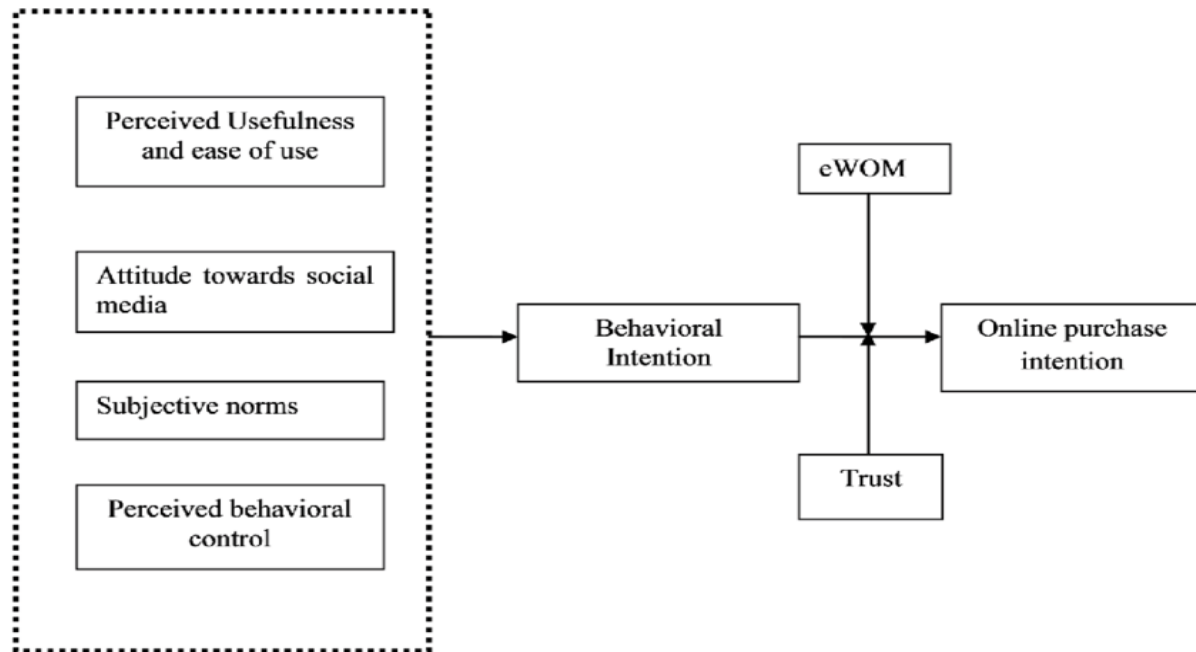 Perceived Usefulness
and ease of use
Attitude towards social
media
Subjective norms
Perceived behavioral
control
Behavioral
Intention
eWOM
Trust
Online purchase
intention